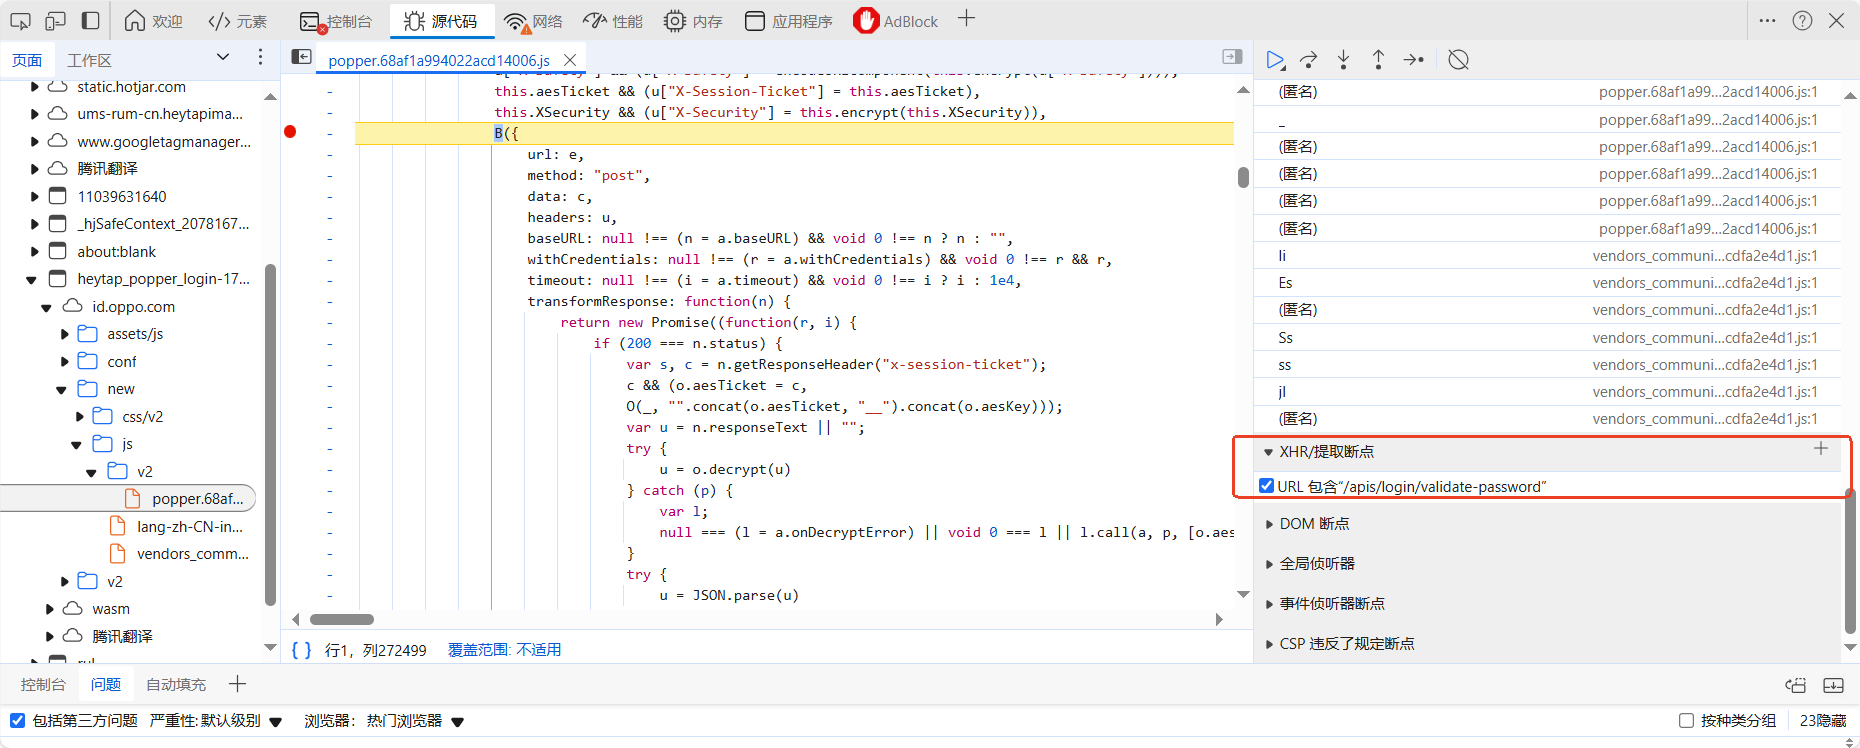 欢迎
元素
控制台
源代码
网络
性能
内存
应用程序
AdBlock
页面
工作区
static.hotjar.com
ums-rum-cn.heytapima...
www.googletagmanager...
腾讯翻译
11039631640
_hjSafeContext_2078167...
about:blank
heytap_popper_login-17...
id.oppo.com
assets/js
conf
new
css/v2
js
v2
popper.68af...
lang-zh-CN-in...
vendors_comm...
v2
wasm
腾讯翻译
popper.68af1a994022acd14006.js
this.aesTicket && (u["X-Session-Ticket"] = this.aesTicket),
this.XSecurity && (u["X-Security"] = this.encrypt(this.XSecurity)),
B({
url: e,
method: "post",
data: c,
headers: u,
baseURL: null !== (n = a.baseURL) && void 0 !== n ? n : "",
withCredentials: null !== (r = a.withCredentials) && void 0 !== r && r,
timeout: null !== (i = a.timeout) && void 0 !== i ? i : 1e4,
transformResponse: function(n) {
return new Promise((function(r, i) {
if (200 === n.status) {
var s, c = n.getResponseHeader("x-session-ticket");
c && (o.aesTicket = c,
O(_, "".concat(o.aesTicket, "__").concat(o.aesKey)));
var u = n.responseText || "";
try {
u = o.decrypt(u)
} catch (p) {
var l;
null === (l = a.onDecryptError) || void 0 === l || l.call(a, p, [o.aes
}
try {
u = JSON.parse(u)
{ } 行1，列272499 覆盖范围: 不适用
(匿名) popper.68af1a99...2acd14006.js:1
_ popper.68af1a99...2acd14006.js:1
(匿名) popper.68af1a99...2acd14006.js:1
(匿名) popper.68af1a99...2acd14006.js:1
(匿名) popper.68af1a99...2acd14006.js:1
(匿名) popper.68af1a99...2acd14006.js:1
li vendors_communi...cdfa2e4d1.js:1
Es vendors_communi...cdfa2e4d1.js:1
(匿名) vendors_communi...cdfa2e4d1.js:1
Ss vendors_communi...cdfa2e4d1.js:1
ss vendors_communi...cdfa2e4d1.js:1
jl vendors_communi...cdfa2e4d1.js:1
(匿名) vendors_communi...cdfa2e4d1.js:1
XHR/提取断点
URL 包含“/apis/login/validate-password”
DOM 断点
全局侦听器
事件侦听器断点
CSP 违反了规定断点
控制台 问题 自动填充
包括第三方问题 严重性: 默认级别 浏览器： 热门浏览器 按种类分组 23隐藏